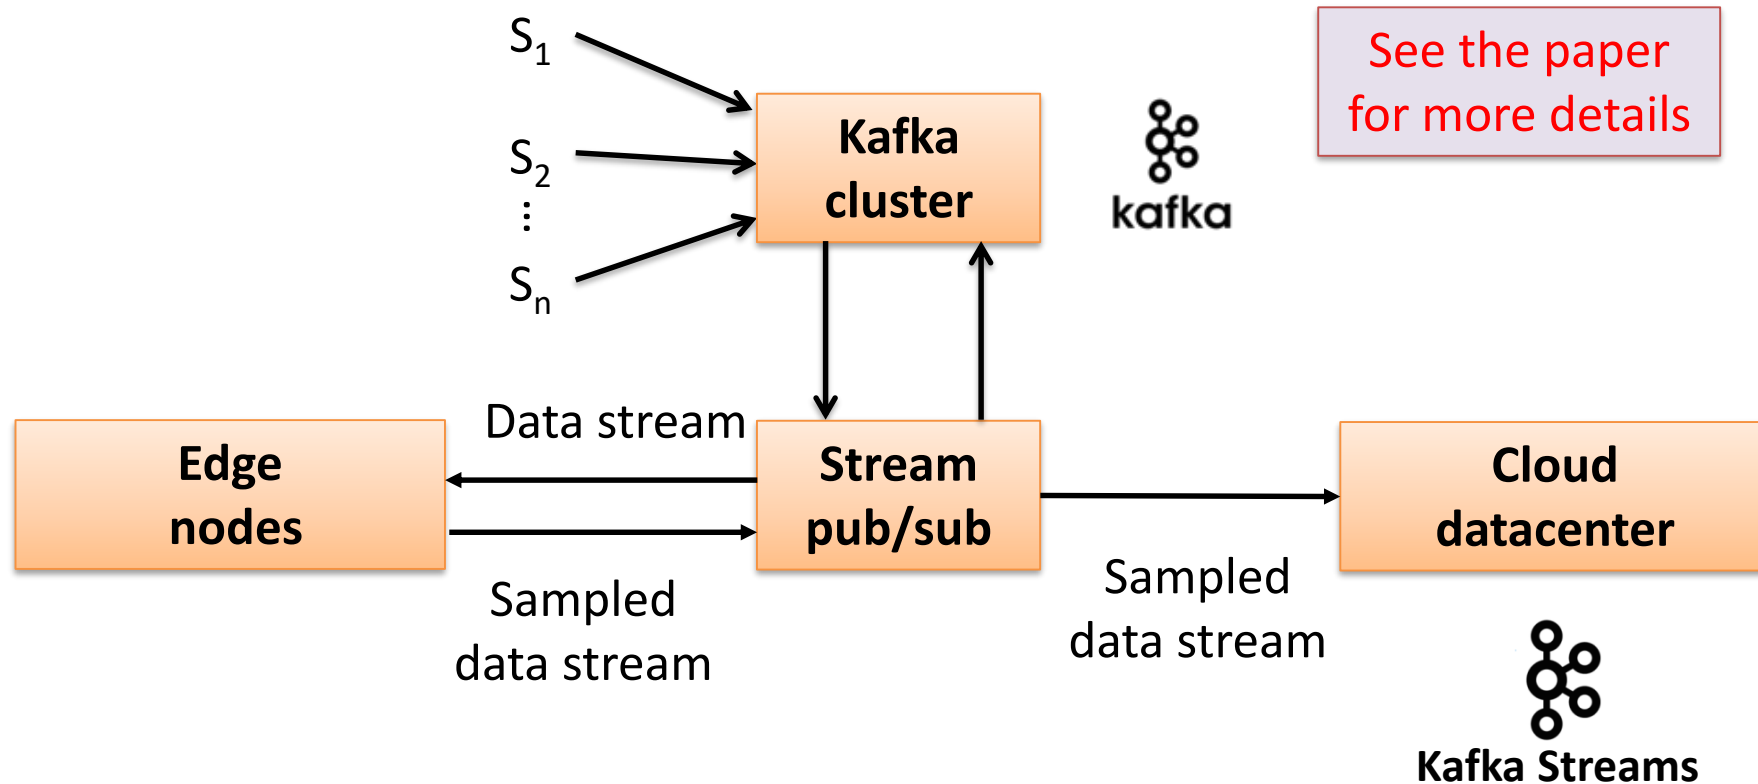 S1
See the paper
for more details
Kafka
cluster
S2
⋮
kafka
Sn
Data stream
Edge
nodes
Stream
pub/sub
Cloud
datacenter
Sampled
data stream
Sampled
data stream
Kafka Streams